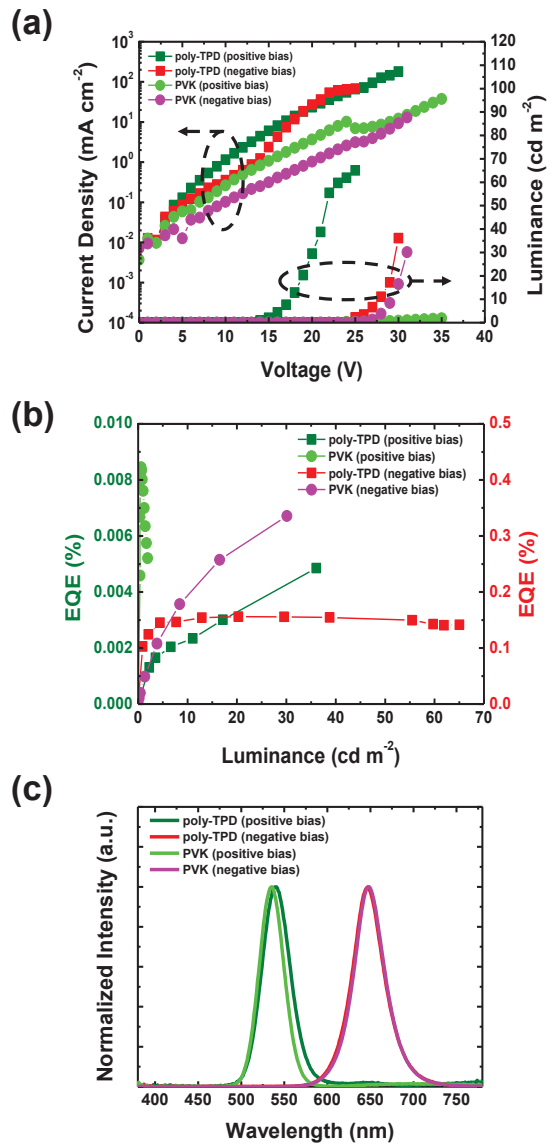 (a)
poly-TPD (positive bias)
poly-TPD (negative bias)
PVK (positive bias)
PVK (negative bias)
Current Density (mA cm-2)
10³
10²
10¹
10⁰
10⁻¹
10⁻²
10⁻³
10⁻⁴
0 5 10 15 20 25 30 35 40
Voltage (V)
120
110
100
90
80
70
60
50
40
30
20
10
0
Luminance (cd m-2)
(b)
EQE (%)
0.010
0.008
0.006
0.004
0.002
0.000
poly-TPD (positive bias)
PVK (positive bias)
poly-TPD (negative bias)
PVK (negative bias)
0.5
0.4
0.3
0.2
0.1
0.0
EQE (%)
0 10 20 30 40 50 60 70
Luminance (cd m-2)
(c)
Normalized Intensity (a.u.)
poly-TPD (positive bias)
poly-TPD (negative bias)
PVK (positive bias)
PVK (negative bias)
400 450 500 550 600 650 700 750
Wavelength (nm)